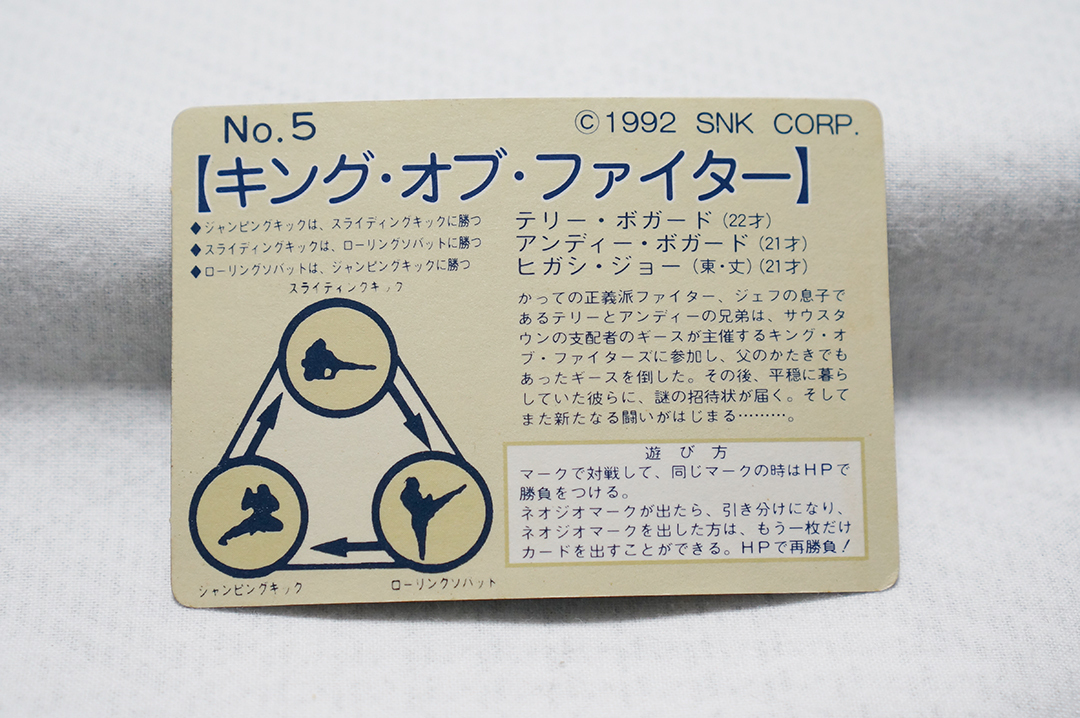 No.5
©1992 SNK CORP.
【キング・オブ・ファイター】
◆ジャンピングキックは、スライディングキックに勝つ
◆スライディングキックは、ローリングソバットに勝つ
◆ローリングソバットは、ジャンピングキックに勝つ
スライティンクキック
シャンピングキック
ローリンクソバット
テリー・ボガード(22才)
アンディー・ボガード(21才)
ヒガシ・ジョー(東・丈)(21才)
かっての正義派ファイター、ジェフの息子で
あるテリーとアンディーの兄弟は、サウスタ
ウンの支配者のギースが主催するキング・オ
ブ・ファイターズに参加し、父のかたきでも
あったギースを倒した。その後、平穏に暮ら
していた彼らに、謎の招待状が届く。そして
また新たなる闘いがはじまる………。
遊び方
マークで対戦して、同じマークの時はHPで
勝負をつける。
ネオジオマークが出たら、引き分けになり、
ネオジオマークを出した方は、もう一枚だけ
カードを出すことができる。HPで再勝負!